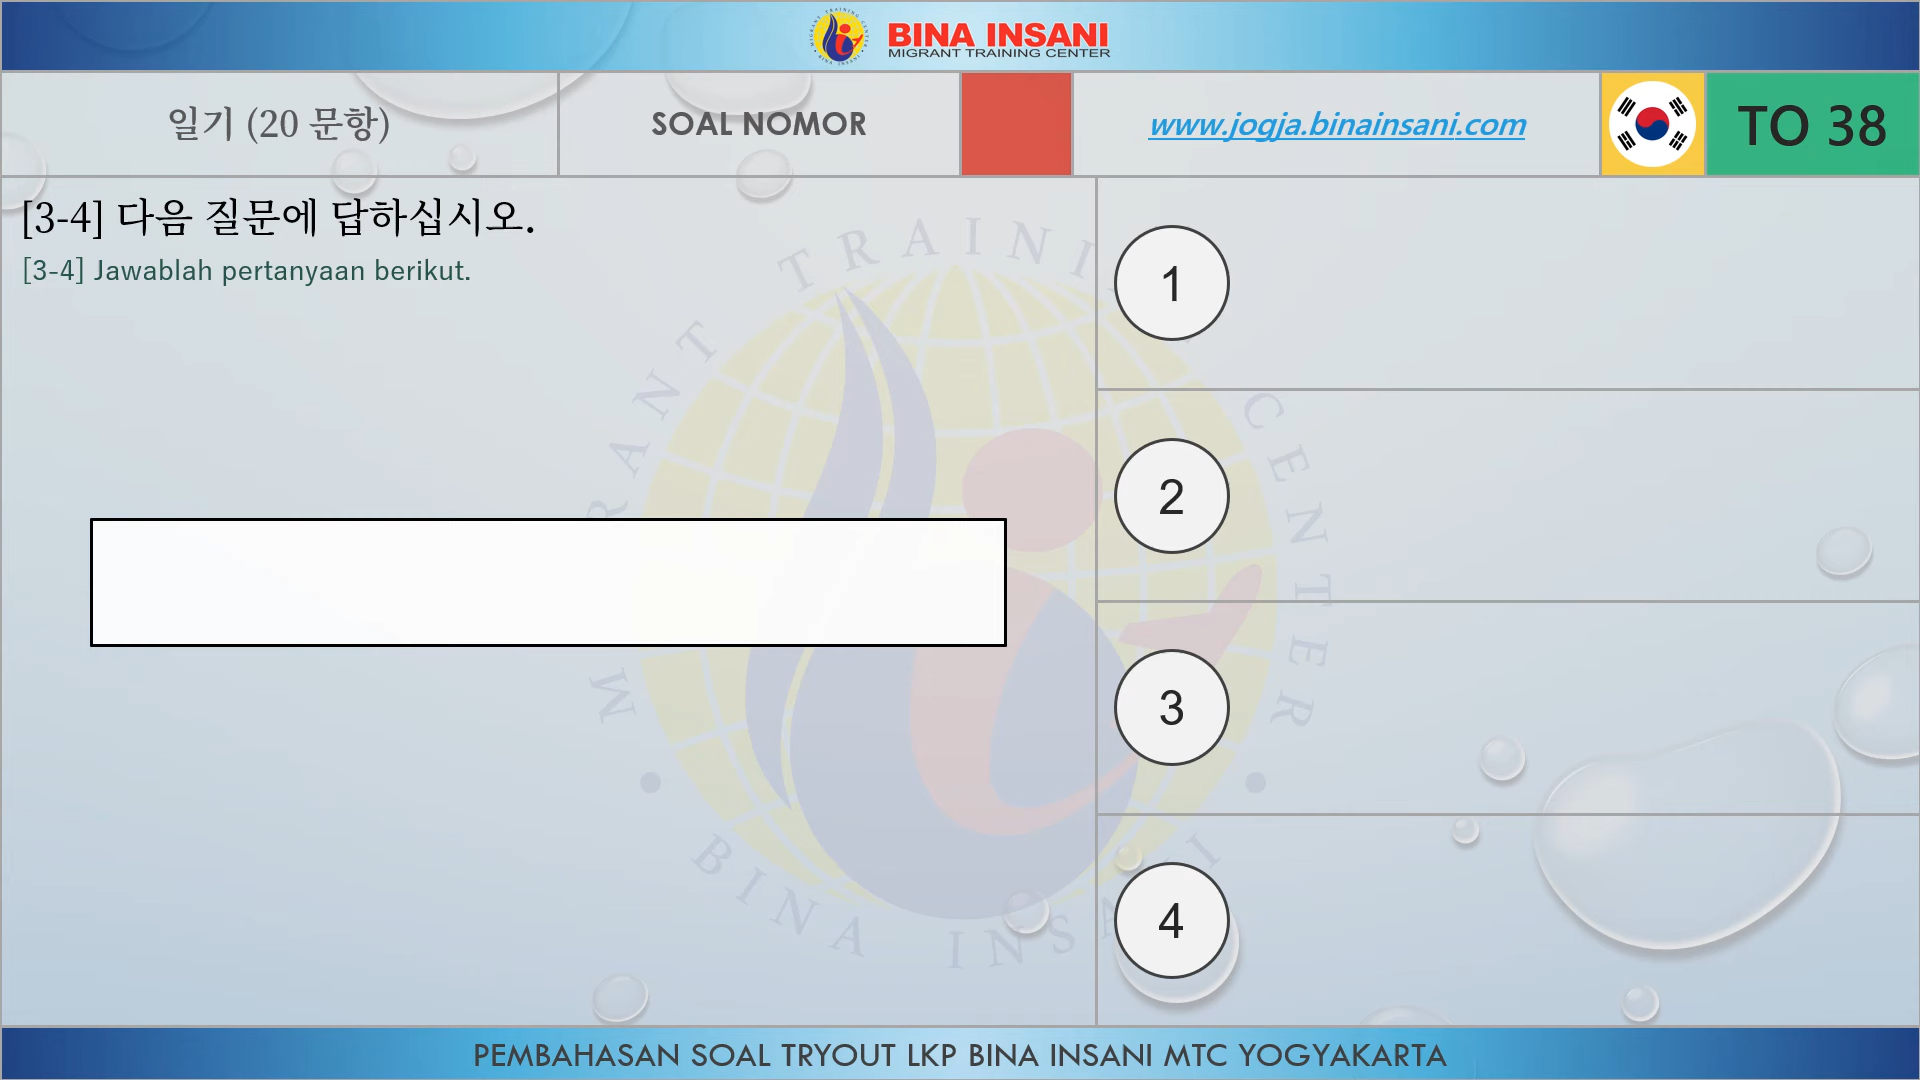 BINA INSANI
MIGRANT TRAINING CENTER
일기 (20 문항)
SOAL NOMOR
www.jogja.binainsani.com
TO 38
[3-4] 다음 질문에 답하십시오.
[3-4] Jawablah pertanyaan berikut.
1
2
3
4
PEMBAHASAN SOAL TRYOUT LKP BINA INSANI MTC YOGYAKARTA